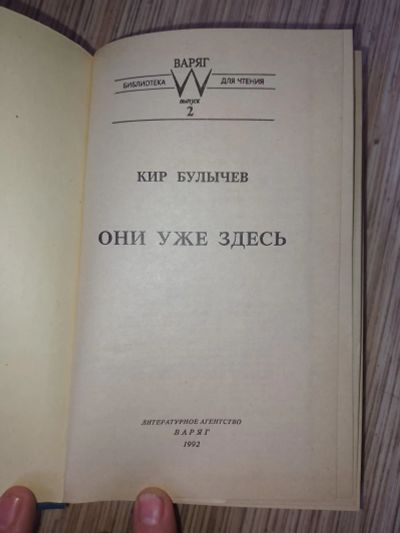 ВАРЯГ
БИБЛИОТЕКА ДЛЯ ЧТЕНИЯ
выпуск
2
КИР БУЛЫЧЕВ
ОНИ УЖЕ ЗДЕСЬ
ЛИТЕРАТУРНОЕ АГЕНТСТВО
ВАРЯГ
1992